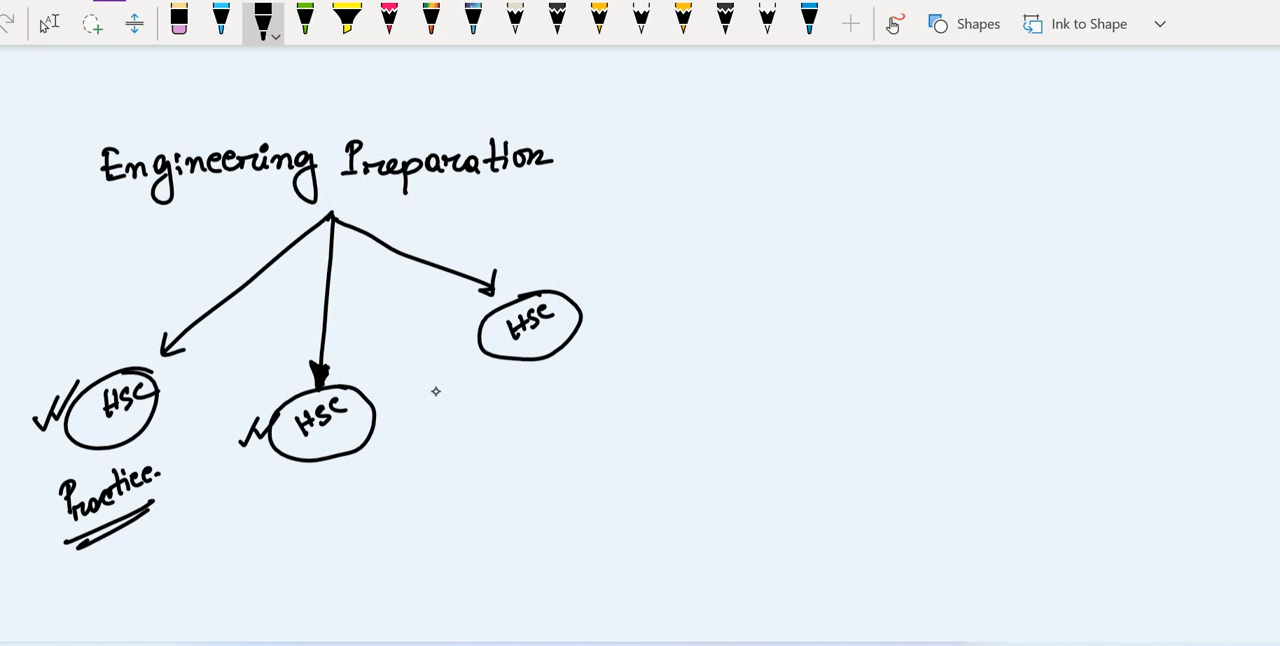 Shapes
Ink to Shape
Engineering Preparation
HSC
HSC
HSC
Practice.